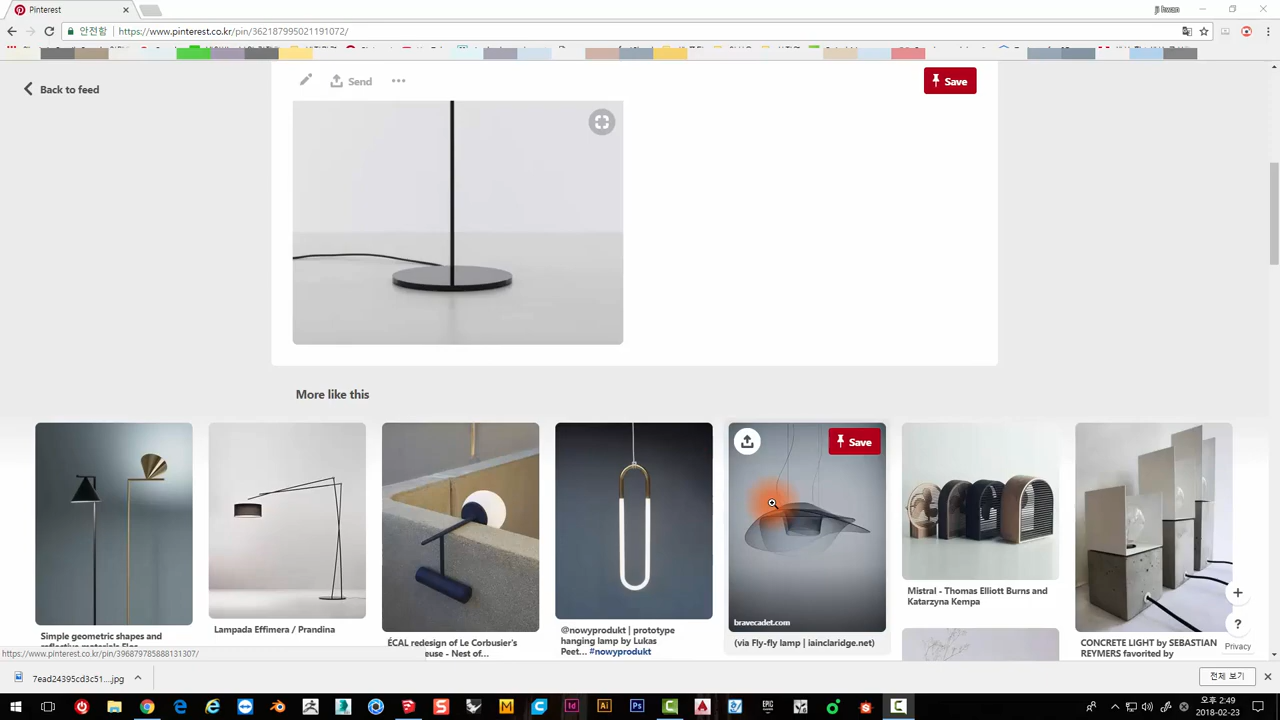 Pinterest
ji hwan
안전함
https://www.pinterest.co.kr/pin/362187995021191072/
Back to feed
Send
Save
More like this
Save
bravecadet.com
Simple geometric shapes and
Lampada Effimera / Prandina
ÉCAL redesign of Le Corbusier's
euse - Nest of...
@nowyprodukt | prototype
hanging lamp by Lukas
Peet... #nowyprodukt
(via Fly-fly lamp | iainclaridge.net)
Mistral - Thomas Elliott Burns and
Katarzyna Kempa
CONCRETE LIGHT by SEBASTIAN
REYMERS favorited by
Privacy
https://www.pinterest.co.kr/pin/396879785888131307/
7ead24395cd3c51....jpg
전체 보기
오후 2:49
2018-02-23